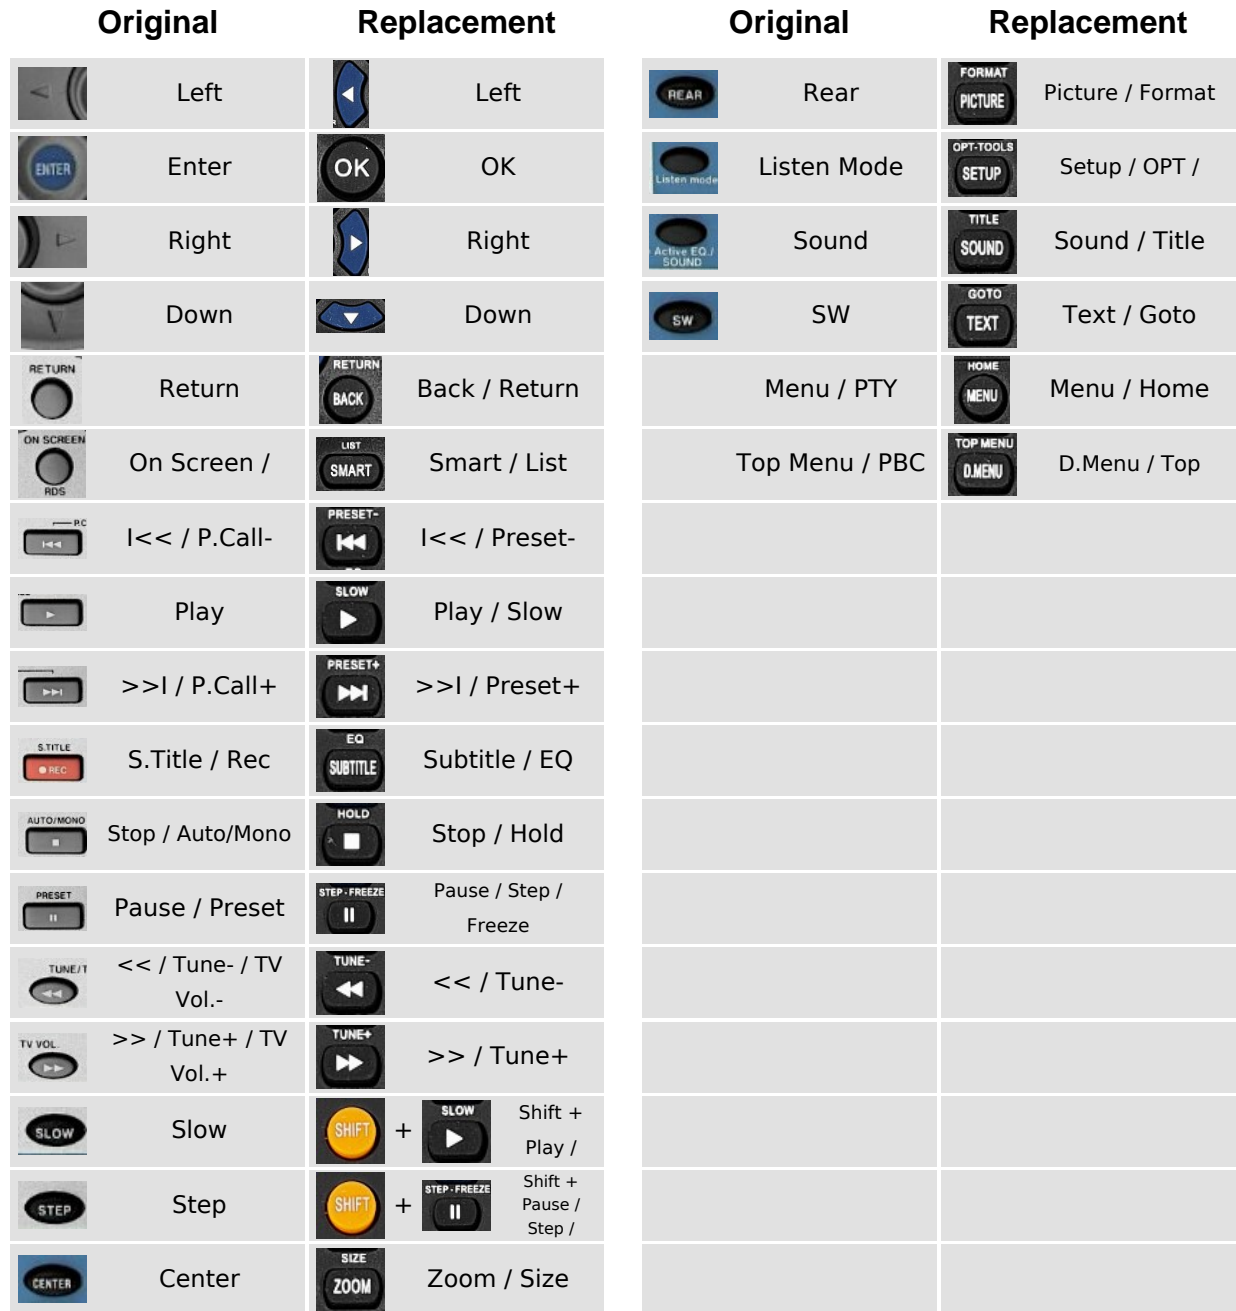 Original Replacement
Left Left
ENTER Enter OK OK
Right Right
Down Down
RETURN Return RETURN BACK Back / Return
ON SCREEN RDS On Screen / LIST SMART Smart / List
P.C I<< / P.Call- PRESET- I<< / Preset-
Play SLOW Play / Slow
>>I / P.Call+ PRESET+ >>I / Preset+
S.TITLE REC S.Title / Rec EQ SUBTITLE Subtitle / EQ
AUTO/MONO Stop / Auto/Mono HOLD Stop / Hold
PRESET Pause / Preset STEP-FREEZE Pause / Step /
Freeze
TUNE/T << / Tune- / TV
Vol.-
TUNE- << / Tune-
TV VOL. >> / Tune+ / TV
Vol.+
TUNE+ >> / Tune+
SLOW Slow SHIFT + SLOW Shift +
Play /
STEP Step SHIFT + STEP-FREEZE Shift +
Pause /
Step /
CENTER Center SIZE ZOOM Zoom / Size
Original Replacement
REAR Rear FORMAT PICTURE Picture / Format
Listen mode Listen Mode OPT-TOOLS SETUP Setup / OPT /
Active EQ./ SOUND Sound TITLE SOUND Sound / Title
SW SW GOTO TEXT Text / Goto
Menu / PTY HOME MENU Menu / Home
Top Menu / PBC TOP MENU D.MENU D.Menu / Top